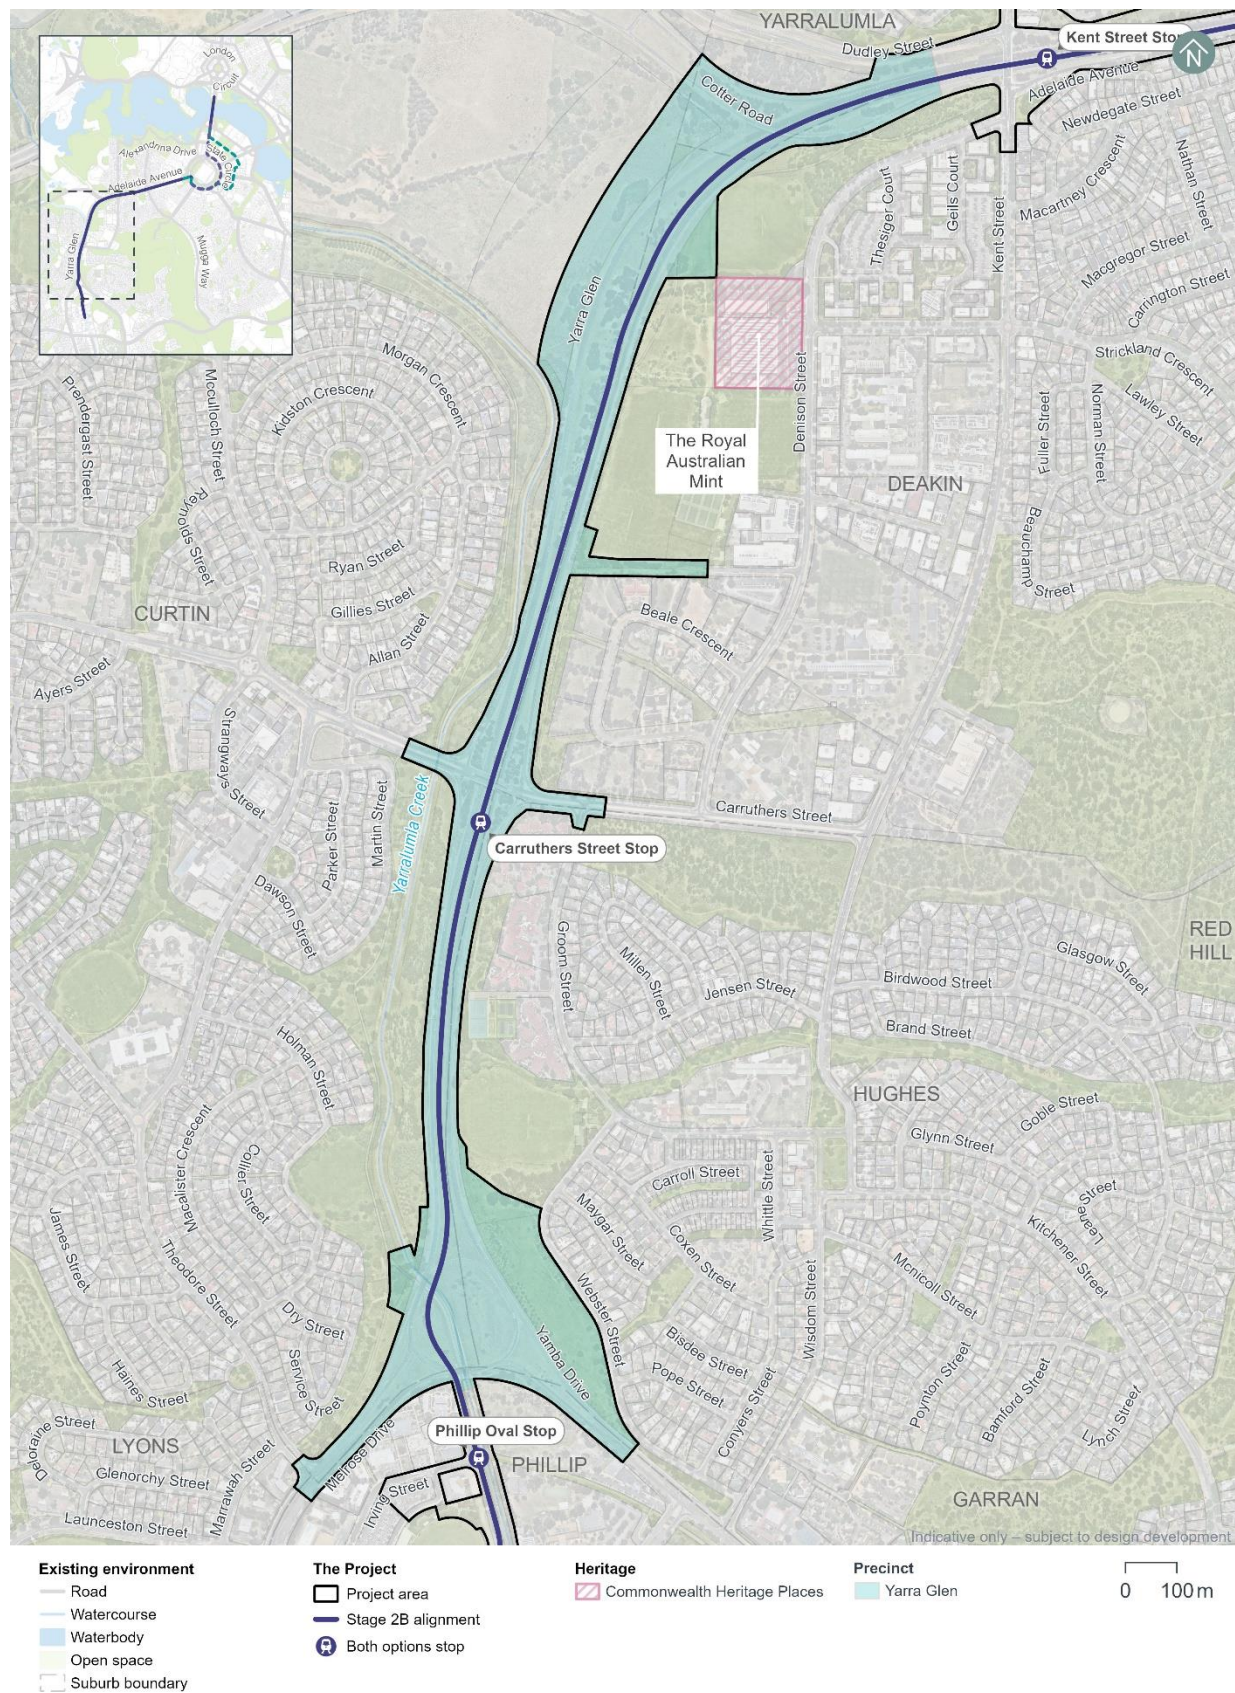 YARRALUMLA
Dudley Street
Kent Street Stop
N
Adelaide Avenue
Newdegate Street
Cotter Road
London
Circuit
Alexandrina Drive
State Circle
Adelaide Avenue
Yarra Glen
Mugga Way
Nathan Street
Macartney Crescent
Thesiger Court
Geils Court
Kent Street
Macgregor Street
Carrington Street
Yarra Glen
Morgan Crescent
Strickland Crescent
Kidston Crescent
Mcculloch Street
Prendergast Street
Lawley Street
Norman Street
Fuller Street
Denison Street
The Royal
Australian
Mint
DEAKIN
Reynolds Street
Beauchamp Street
Ryan Street
Gillies Street
CURTIN
Allan Street
Beale Crescent
Ayers Street
Strangways Street
Martin Street
Parker Street
Yarralumla Creek
Carruthers Street
Carruthers Street Stop
Dawson Street
Groom Street
Millen Street
Jensen Street
Birdwood Street
Glasgow Street
RED
HILL
Brand Street
Holman Street
HUGHES
Goble Street
Glynn Street
Macalister Crescent
Collier Street
Carroll Street
Whittle Street
Leane Street
Kitchener Street
James Street
Theodore Street
Maygar Street
Coxen Street
Mcnicoll Street
Webster Street
Wisdom Street
Dry Street
Yamba Drive
Bisdee Street
Pope Street
Conyers Street
Poynton Street
Bamford Street
Lynch Street
Haines Street
Service Street
Deloraine Street
LYONS
Glenorchy Street
Marrawah Street
Launceston Street
Melrose Drive
Phillip Oval Stop
PHILLIP
Irving Street
GARRAN
Indicative only – subject to design development
Existing environment
Road
Watercourse
Waterbody
Open space
Suburb boundary
The Project
Project area
Stage 2B alignment
Both options stop
Heritage
Commonwealth Heritage Places
Precinct
Yarra Glen
0 100 m